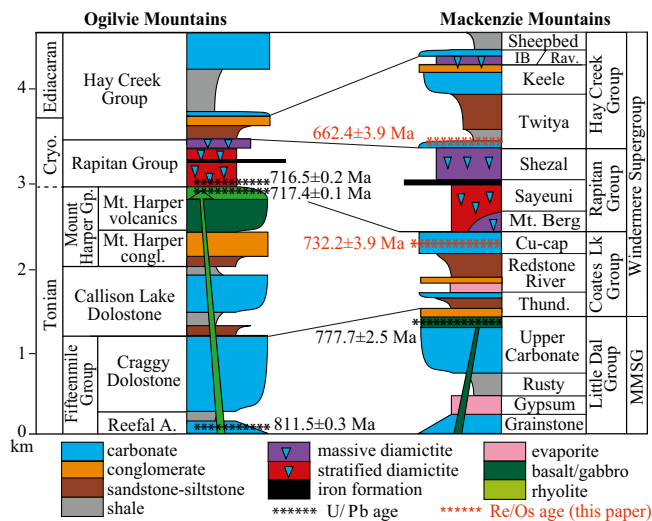 Ogilvie Mountains
Mackenzie Mountains
4
3
2
1
0
km
Ediacaran
Cryo.
Tonian
Hay Creek
Group
Rapitan Group
Mount
Harper Gp.
Mt. Harper
volcanics
Mt. Harper
congl.
Callison Lake
Dolostone
Fifteenmile
Group
Craggy
Dolostone
Reefal A.
662.4±3.9 Ma
716.5±0.2 Ma
717.4±0.1 Ma
732.2±3.9 Ma
777.7±2.5 Ma
811.5±0.3 Ma
Sheepbed
IB / Rav.
Keele
Twitya
Shezal
Sayeuni
Mt. Berg
Cu-cap
Redstone
River
Thund.
Upper
Carbonate
Rusty
Gypsum
Grainstone
Hay Creek
Group
Rapitan
Group
Coates Lk
Group
Little Dal
Group
Windermere Supergroup
MMSG
carbonate
conglomerate
sandstone-siltstone
shale
massive diamictite
stratified diamictite
iron formation
****** U/Pb age
evaporite
basalt/gabbro
rhyolite
****** Re/Os age (this paper)